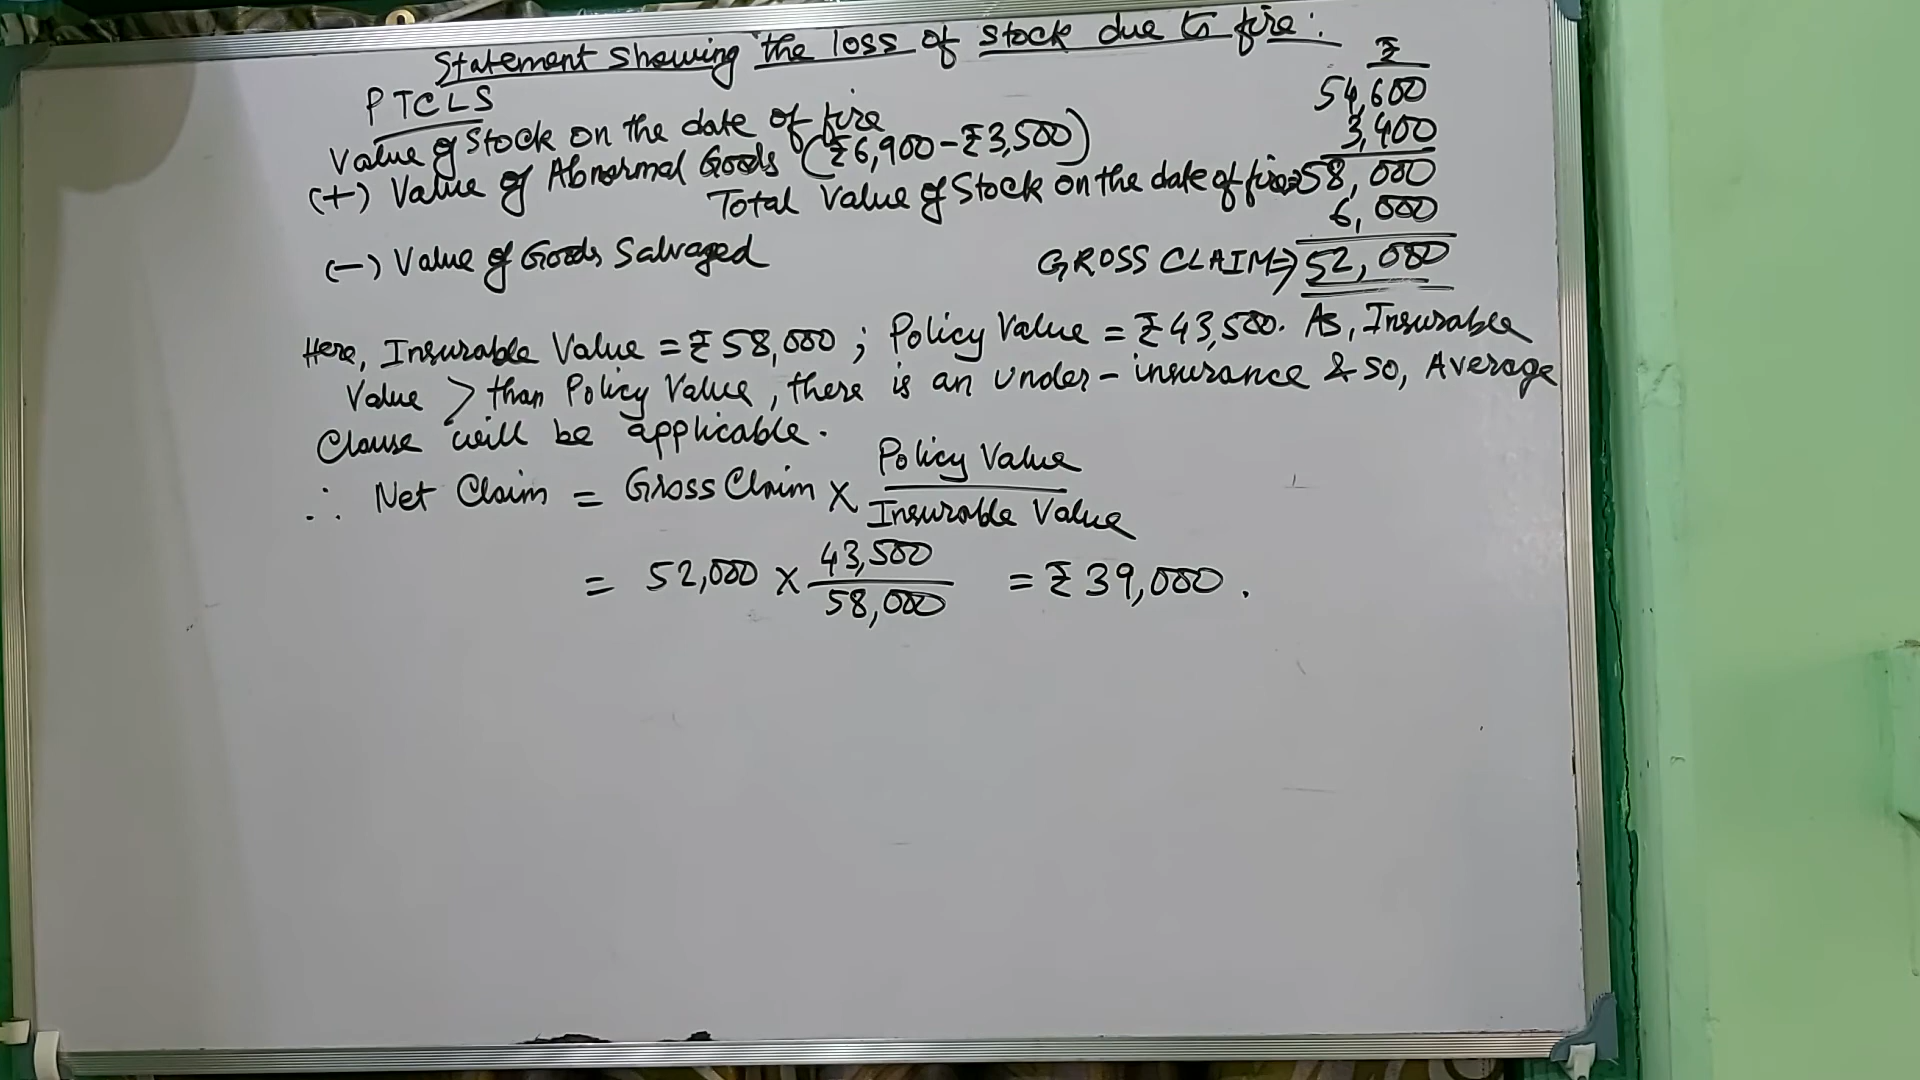 Statement showing the loss of stock due to fire:
₹
PTCLS
Value of Stock on the date of fire 54,600
(+) Value of Abnormal Goods (₹6,900-₹3,500) 3,400
Total Value of Stock on the date of fire⇒58,000
(-) Value of Goods Salvaged 6,000
GROSS CLAIM⇒ 52,000
Here, Insurable Value = ₹58,000; Policy Value = ₹43,500. As, Insurable
Value > than Policy Value, there is an under-insurance & so, Average
Clause will be applicable.
∴ Net Claim = Gross Claim × Policy Value / Insurable Value
= 52,000 × 43,500 / 58,000 = ₹39,000.